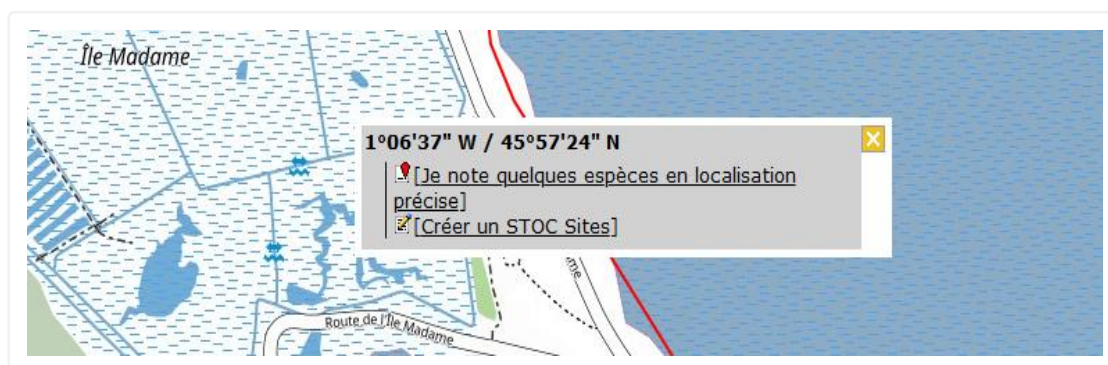 Île Madame
1°06'37" W / 45°57'24" N
[Je note quelques espèces en localisation
précise]
[Créer un STOC Sites]
ame
Route de l'Île Madame